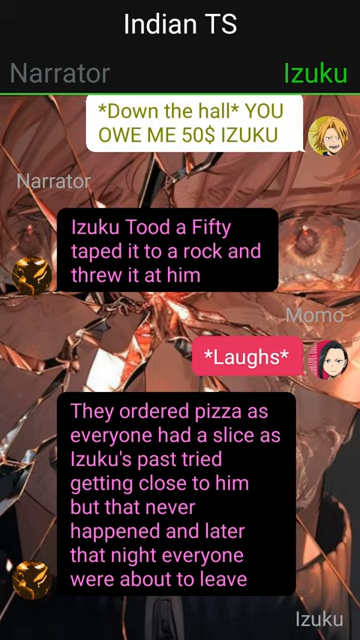 Indian TS
Narrator Izuku
*Down the hall* YOU
OWE ME 50$ IZUKU
Narrator
Izuku Tood a Fifty
taped it to a rock and
threw it at him
Momo
*Laughs*
They ordered pizza as
everyone had a slice as
Izuku's past tried
getting close to him
but that never
happened and later
that night everyone
were about to leave
Izuku